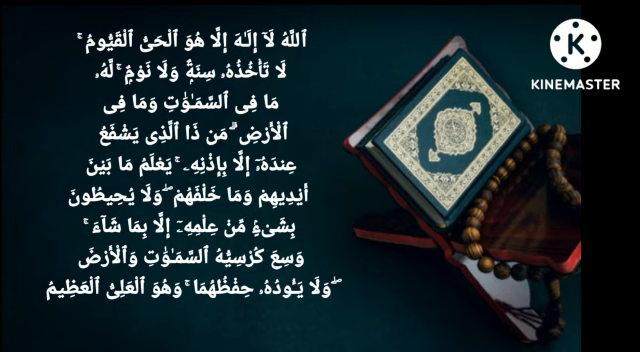 ٱللَّهُ لَآ إِلَـٰهَ إِلَّا هُوَ ٱلْحَىُّ ٱلْقَيُّومُ ۚ
لَا تَأْخُذُهُۥ سِنَةٌۭ وَلَا نَوْمٌۭ ۚ لَّهُۥ
مَا فِى ٱلسَّمَـٰوَٰتِ وَمَا فِى
ٱلْأَرْضِ ۗ مَن ذَا ٱلَّذِى يَشْفَعُ
عِندَهُۥٓ إِلَّا بِإِذْنِهِۦ ۚ يَعْلَمُ مَا بَيْنَ
أَيْدِيهِمْ وَمَا خَلْفَهُمْ ۖ وَلَا يُحِيطُونَ
بِشَىْءٍۢ مِّنْ عِلْمِهِۦٓ إِلَّا بِمَا شَآءَ ۚ
وَسِعَ كُرْسِيُّهُ ٱلسَّمَـٰوَٰتِ وَٱلْأَرْضَ
ۖ وَلَا يَـُٔودُهُۥ حِفْظُهُمَا ۚ وَهُوَ ٱلْعَلِىُّ ٱلْعَظِيمُ
K
KINEMASTER